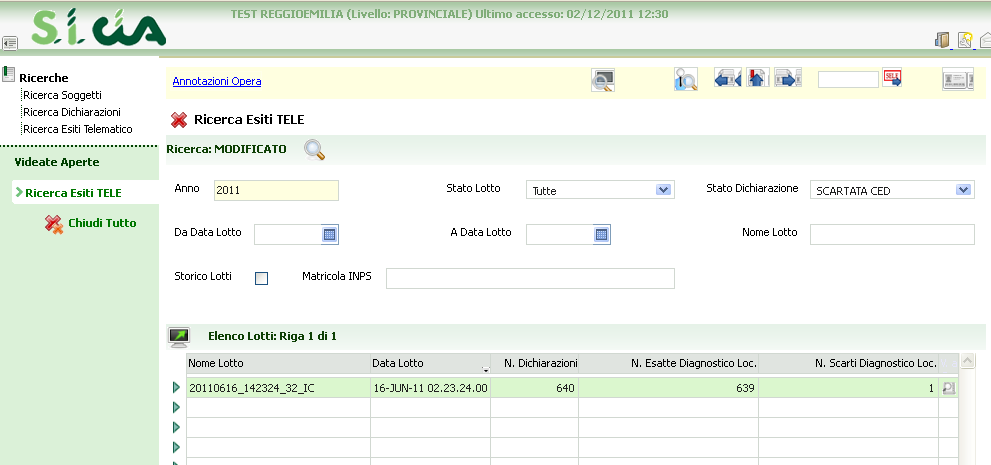 S.I. CIA
TEST REGGIOEMILIA (Livello: PROVINCIALE) Ultimo accesso: 02/12/2011 12:30
Ricerche
Ricerca Soggetti
Ricerca Dichiarazioni
Ricerca Esiti Telematico
Videate Aperte
Ricerca Esiti TELE
Chiudi Tutto
Annotazioni Opera
SELE
Ricerca Esiti TELE
Ricerca: MODIFICATO
Anno 2011 Stato Lotto Tutte Stato Dichiarazione SCARTATA CED
Da Data Lotto A Data Lotto Nome Lotto
Storico Lotti Matricola INPS
Elenco Lotti: Riga 1 di 1
Nome Lotto Data Lotto N. Dichiarazioni N. Esatte Diagnostico Loc. N. Scarti Diagnostico Loc.
20110616_142324_32_IC 16-JUN-11 02.23.24.00 640 639 1